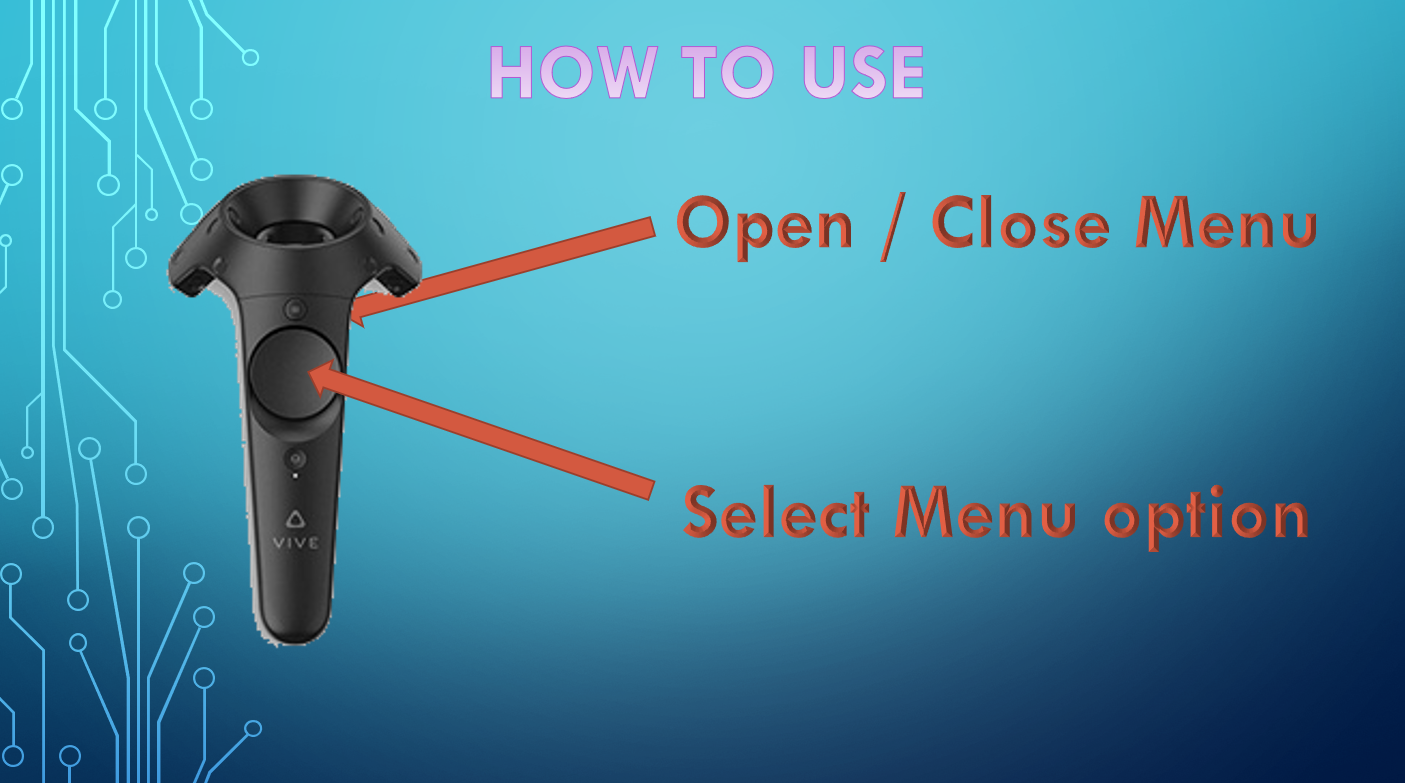 HOW TO USE
Open / Close Menu
Select Menu option
VIVE